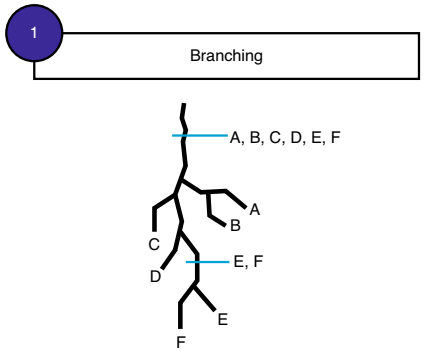 1
Branching
A, B, C, D, E, F
A
B
C
E, F
D
E
F